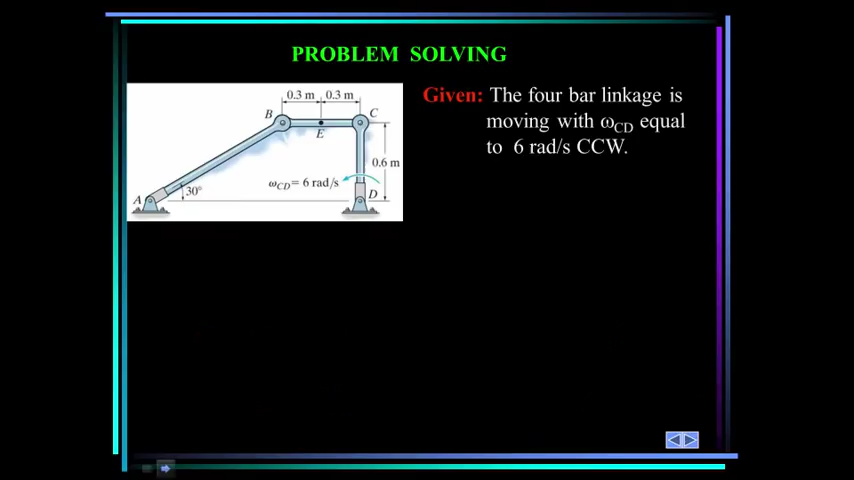 PROBLEM SOLVING
0.3 m 0.3 m
B
C
E
0.6 m
ωCD = 6 rad/s
30°
A
D
Given: The four bar linkage is
moving with ωCD equal
to 6 rad/s CCW.